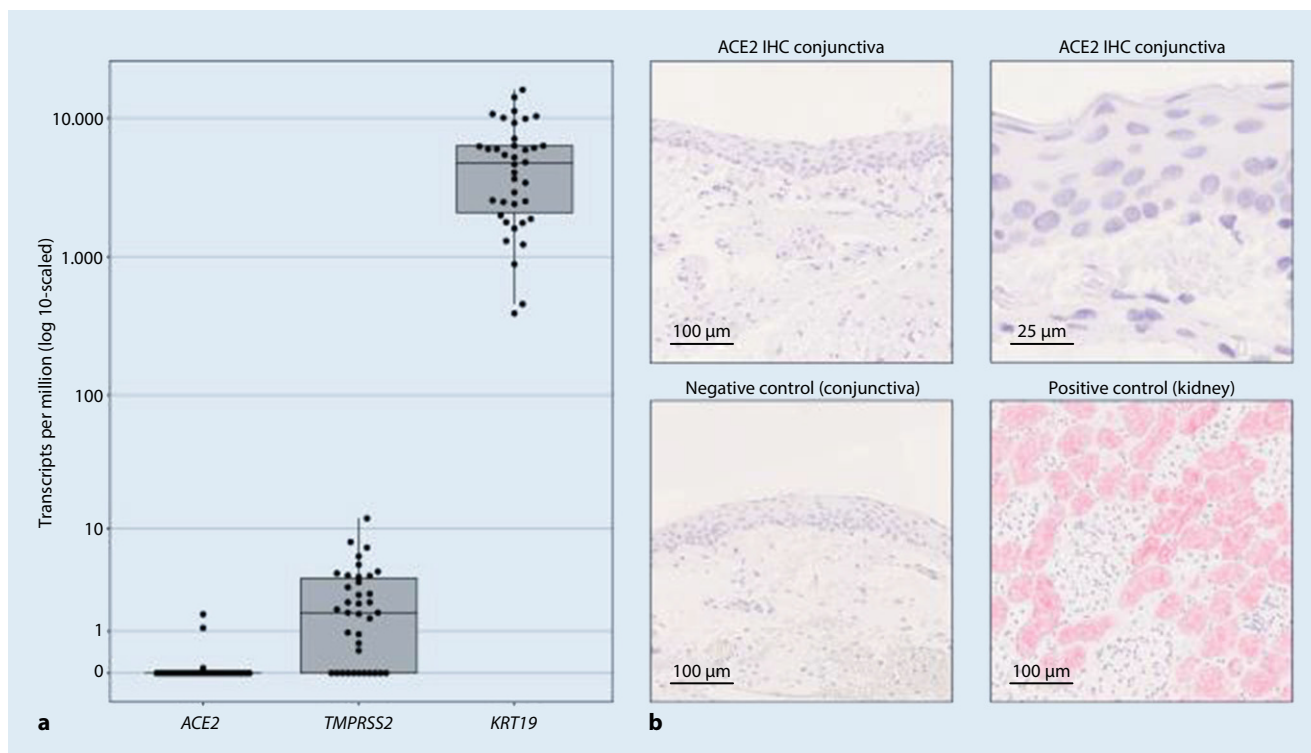 Transcripts per million (log 10-scaled)
10.000
1.000
100
10
1
0
ACE2
TMPRSS2
KRT19
a
ACE2 IHC conjunctiva
100 µm
ACE2 IHC conjunctiva
25 µm
Negative control (conjunctiva)
100 µm
Positive control (kidney)
100 µm
b